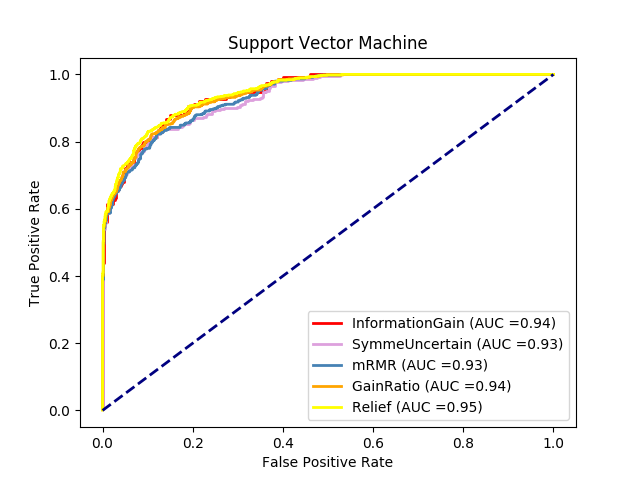 Support Vector Machine
True Positive Rate
1.0
0.8
0.6
0.4
0.2
0.0
InformationGain (AUC =0.94)
SymmeUncertain (AUC =0.93)
mRMR (AUC =0.93)
GainRatio (AUC =0.94)
Relief (AUC =0.95)
0.0 0.2 0.4 0.6 0.8 1.0
False Positive Rate